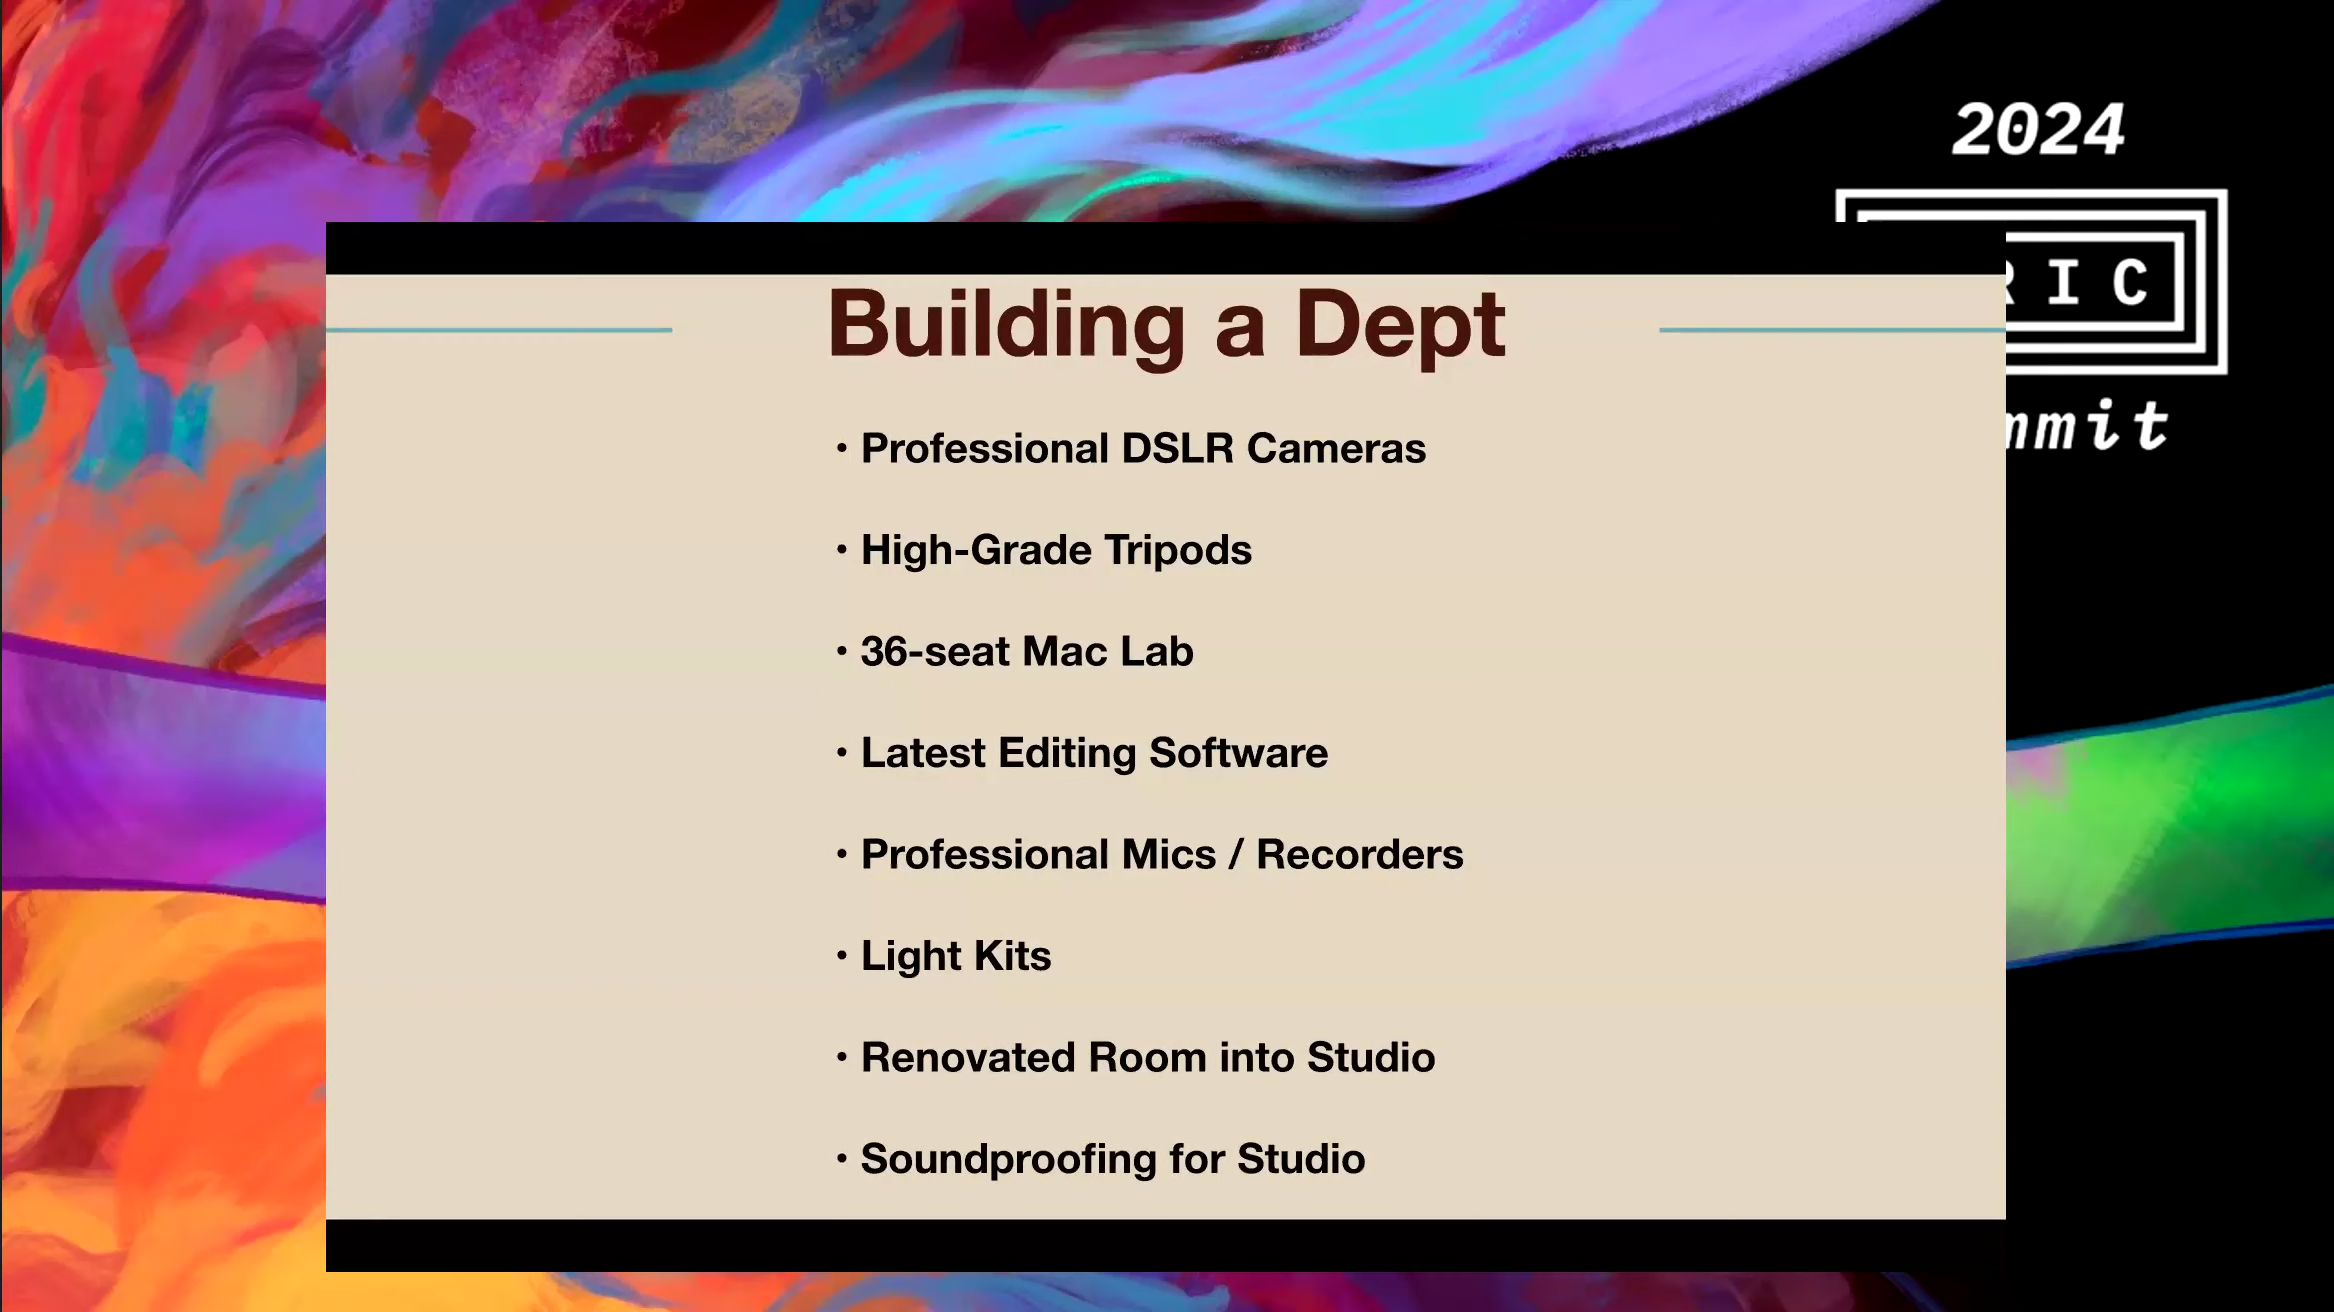 2024
I C
Building a Dept
mmit
• Professional DSLR Cameras
• High-Grade Tripods
• 36-seat Mac Lab
• Latest Editing Software
• Professional Mics / Recorders
• Light Kits
• Renovated Room into Studio
• Soundproofing for Studio